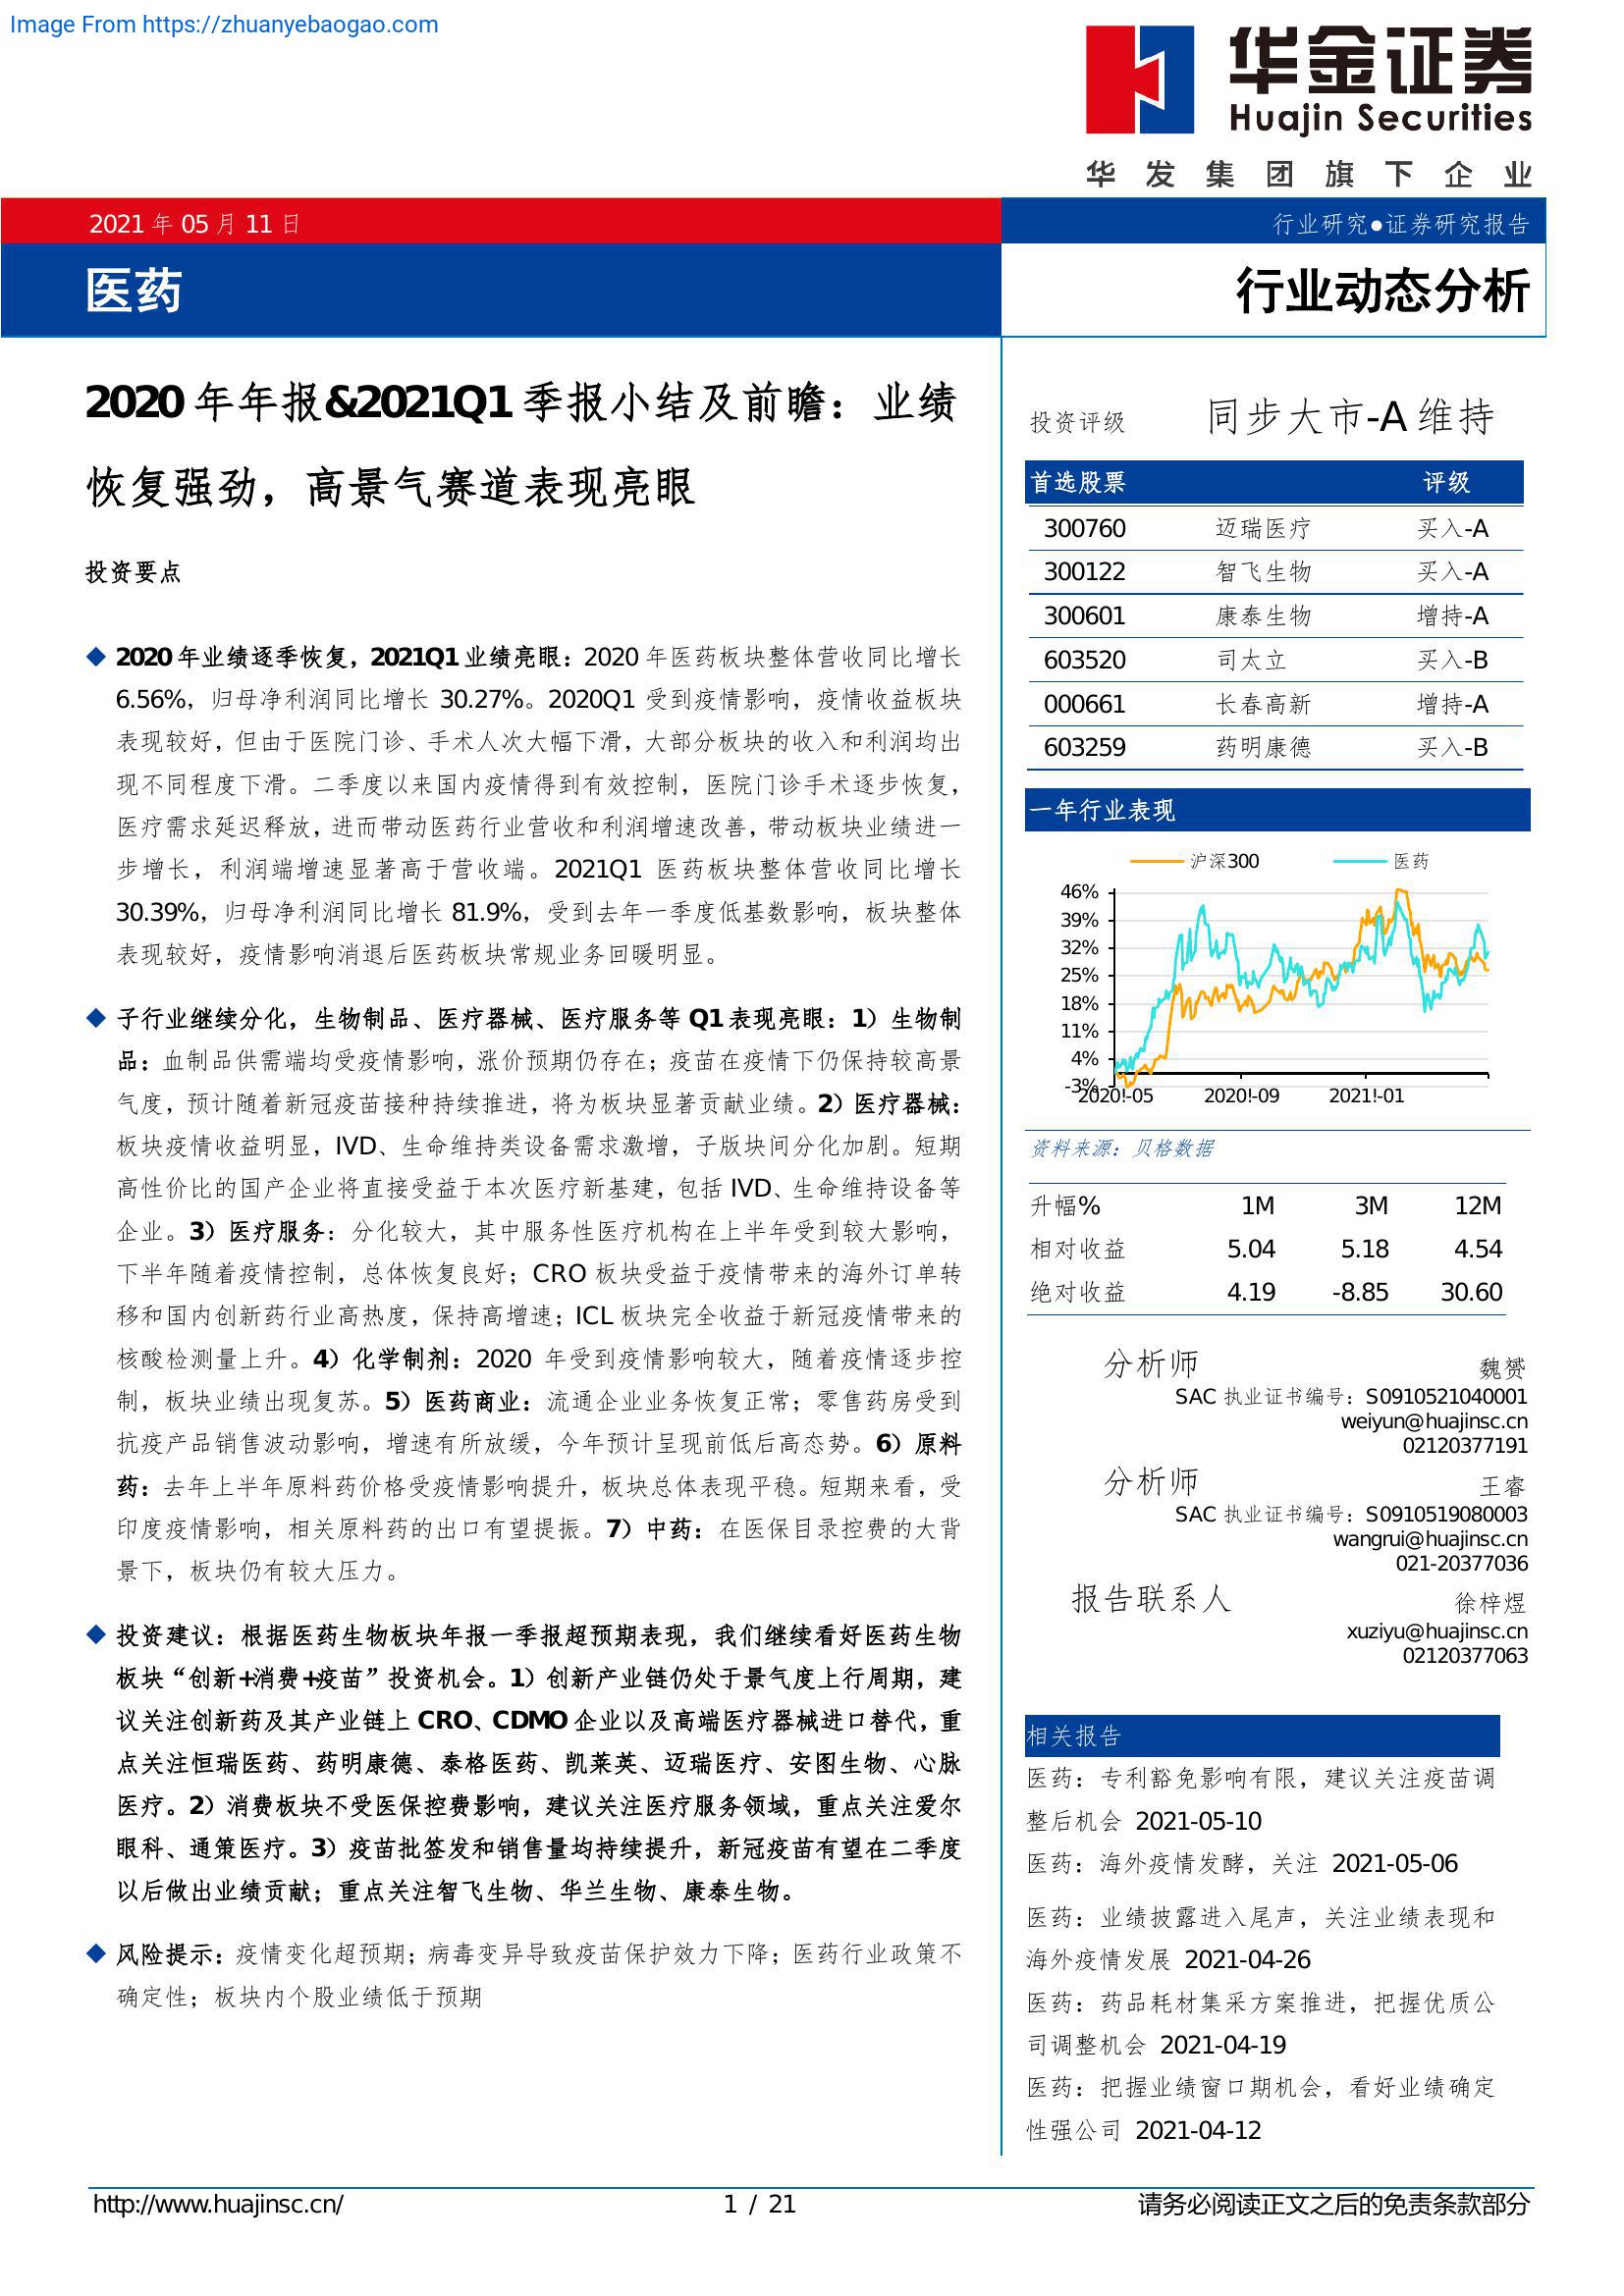 Image From https://zhuanyebaogao.com
华金证券
Huajin Securities
华发集团旗下企业
2021 年 05 月 11 日
行业研究●证券研究报告
医药
行业动态分析
2020 年年报&2021Q1 季报小结及前瞻：业绩
恢复强劲，高景气赛道表现亮眼
投资要点
◆ 2020 年业绩逐季恢复，2021Q1 业绩亮眼：2020 年医药板块整体营收同比增长
6.56%，归母净利润同比增长 30.27%。2020Q1 受到疫情影响，疫情收益板块
表现较好，但由于医院门诊、手术人次大幅下滑，大部分板块的收入和利润均出
现不同程度下滑。二季度以来国内疫情得到有效控制，医院门诊手术逐步恢复，
医疗需求延迟释放，进而带动医药行业营收和利润增速改善，带动板块业绩进一
步增长，利润端增速显著高于营收端。2021Q1 医药板块整体营收同比增长
30.39%，归母净利润同比增长 81.9%，受到去年一季度低基数影响，板块整体
表现较好，疫情影响消退后医药板块常规业务回暖明显。
◆ 子行业继续分化，生物制品、医疗器械、医疗服务等 Q1 表现亮眼：1）生物制
品：血制品供需端均受疫情影响，涨价预期仍存在；疫苗在疫情下仍保持较高景
气度，预计随着新冠疫苗接种持续推进，将为板块显著贡献业绩。2）医疗器械：
板块疫情收益明显，IVD、生命维持类设备需求激增，子版块间分化加剧。短期
高性价比的国产企业将直接受益于本次医疗新基建，包括 IVD、生命维持设备等
企业。3）医疗服务：分化较大，其中服务性医疗机构在上半年受到较大影响，
下半年随着疫情控制，总体恢复良好；CRO 板块受益于疫情带来的海外订单转
移和国内创新药行业高热度，保持高增速；ICL 板块完全收益于新冠疫情带来的
核酸检测量上升。4）化学制剂：2020 年受到疫情影响较大，随着疫情逐步控
制，板块业绩出现复苏。5）医药商业：流通企业业务恢复正常；零售药房受到
抗疫产品销售波动影响，增速有所放缓，今年预计呈现前低后高态势。6）原料
药：去年上半年原料药价格受疫情影响提升，板块总体表现平稳。短期来看，受
印度疫情影响，相关原料药的出口有望提振。7）中药：在医保目录控费的大背
景下，板块仍有较大压力。
◆ 投资建议：根据医药生物板块年报一季报超预期表现，我们继续看好医药生物
板块“创新+消费+疫苗”投资机会。1）创新产业链仍处于景气度上行周期，建
议关注创新药及其产业链上 CRO、CDMO 企业以及高端医疗器械进口替代，重
点关注恒瑞医药、药明康德、泰格医药、凯莱英、迈瑞医疗、安图生物、心脉
医疗。2）消费板块不受医保控费影响，建议关注医疗服务领域，重点关注爱尔
眼科、通策医疗。3）疫苗批签发和销售量均持续提升，新冠疫苗有望在二季度
以后做出业绩贡献；重点关注智飞生物、华兰生物、康泰生物。
◆ 风险提示：疫情变化超预期；病毒变异导致疫苗保护效力下降；医药行业政策不
确定性；板块内个股业绩低于预期
投资评级 同步大市-A 维持
首选股票 评级
300760 迈瑞医疗 买入-A
300122 智飞生物 买入-A
300601 康泰生物 增持-A
603520 司太立 买入-B
000661 长春高新 增持-A
603259 药明康德 买入-B
一年行业表现
沪深300 医药
46%
39%
32%
25%
18%
11%
4%
-3%
2020!-05 2020!-09 2021!-01
资料来源：贝格数据
升幅% 1M 3M 12M
相对收益 5.04 5.18 4.54
绝对收益 4.19 -8.85 30.60
分析师 魏赟
SAC 执业证书编号：S0910521040001
weiyun@huajinsc.cn
02120377191
分析师 王睿
SAC 执业证书编号：S0910519080003
wangrui@huajinsc.cn
021-20377036
报告联系人 徐梓煜
xuziyu@huajinsc.cn
02120377063
相关报告
医药：专利豁免影响有限，建议关注疫苗调
整后机会 2021-05-10
医药：海外疫情发酵，关注 2021-05-06
医药：业绩披露进入尾声，关注业绩表现和
海外疫情发展 2021-04-26
医药：药品耗材集采方案推进，把握优质公
司调整机会 2021-04-19
医药：把握业绩窗口期机会，看好业绩确定
性强公司 2021-04-12
http://www.huajinsc.cn/
1 / 21
请务必阅读正文之后的免责条款部分